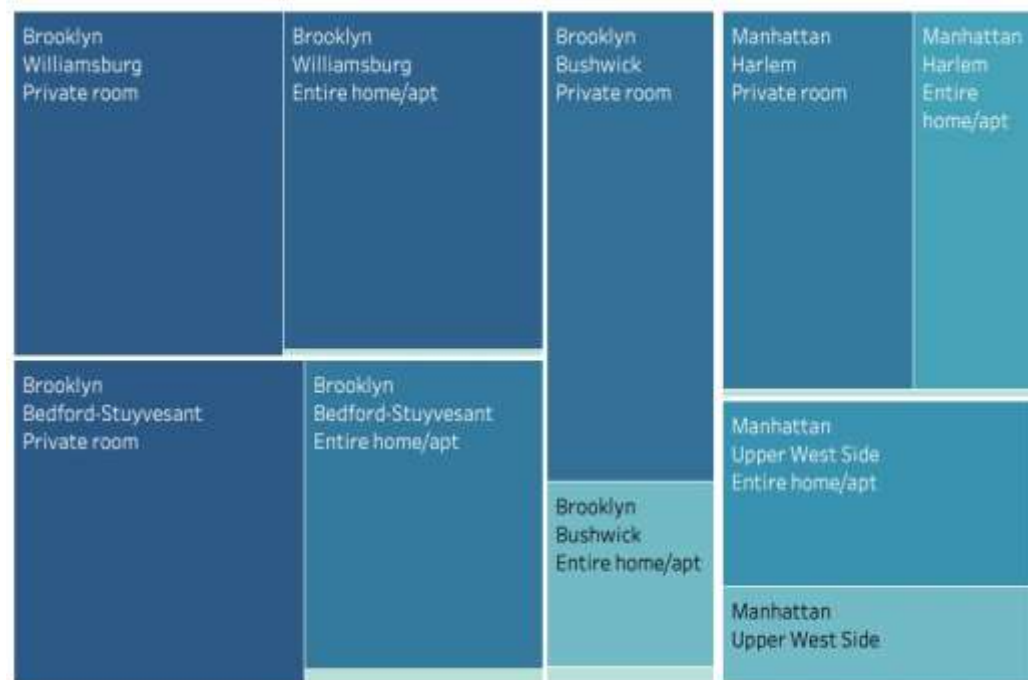 Brooklyn
Williamsburg
Private room
Brooklyn
Williamsburg
Entire home/apt
Brooklyn
Bushwick
Private room
Manhattan
Harlem
Private room
Manhattan
Harlem
Entire
home/apt
Brooklyn
Bedford-Stuyvesant
Private room
Brooklyn
Bedford-Stuyvesant
Entire home/apt
Brooklyn
Bushwick
Entire home/apt
Manhattan
Upper West Side
Entire home/apt
Manhattan
Upper West Side